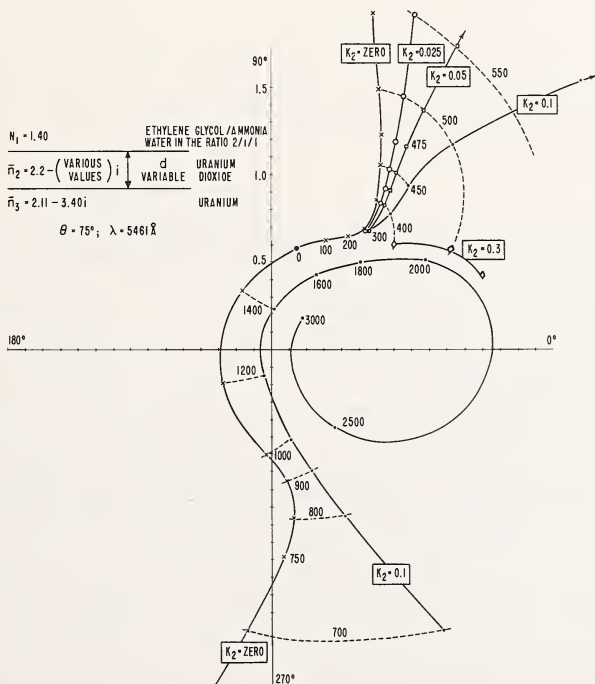 K₂=ZERO
K₂=0.025
K₂=0.05
K₂=0.1
550
500
475
450
400
300
90°
1.5
1.0
0.5
N₁ = 1.40 ETHYLENE GLYCOL/AMMONIA WATER IN THE RATIO 2/1/1
n̄₂ = 2.2-(VARIOUS VALUES) i d VARIABLE URANIUM DIOXIDE
n̄₃ = 2.11 - 3.40i URANIUM
θ = 75°; λ = 5461 Å
0
100
200
K₂=0.3
1400
1600
1800
2000
3000
180°
0°
1200
2500
1000
900
800
750
K₂=0.1
700
K₂=ZERO
270°